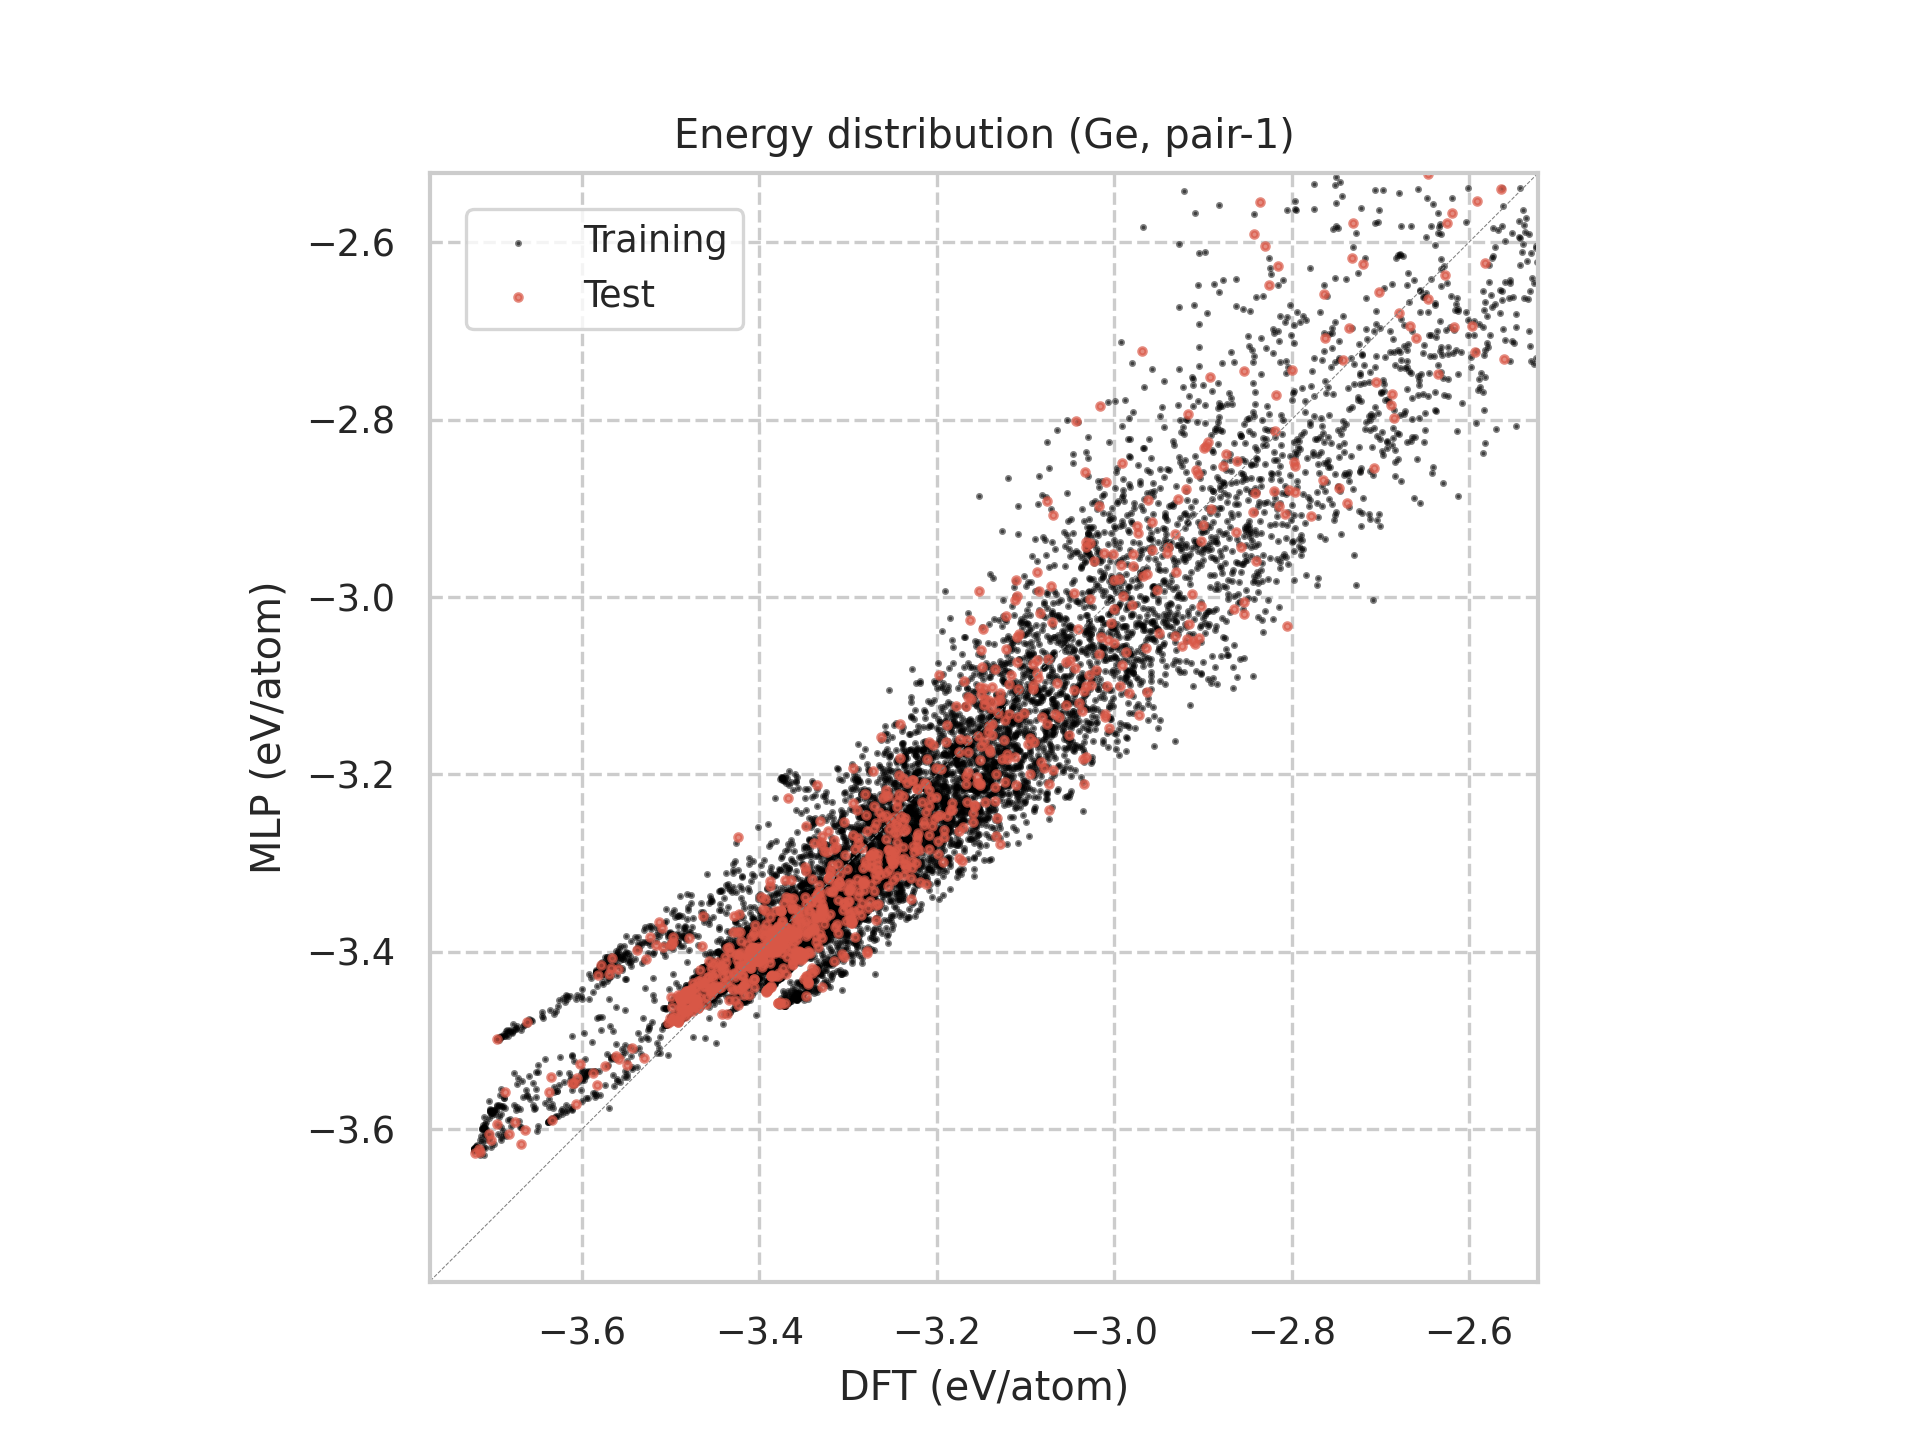 Energy distribution (Ge, pair-1)
Training
Test
MLP (eV/atom)
−2.6
−2.8
−3.0
−3.2
−3.4
−3.6
−3.6 −3.4 −3.2 −3.0 −2.8 −2.6
DFT (eV/atom)